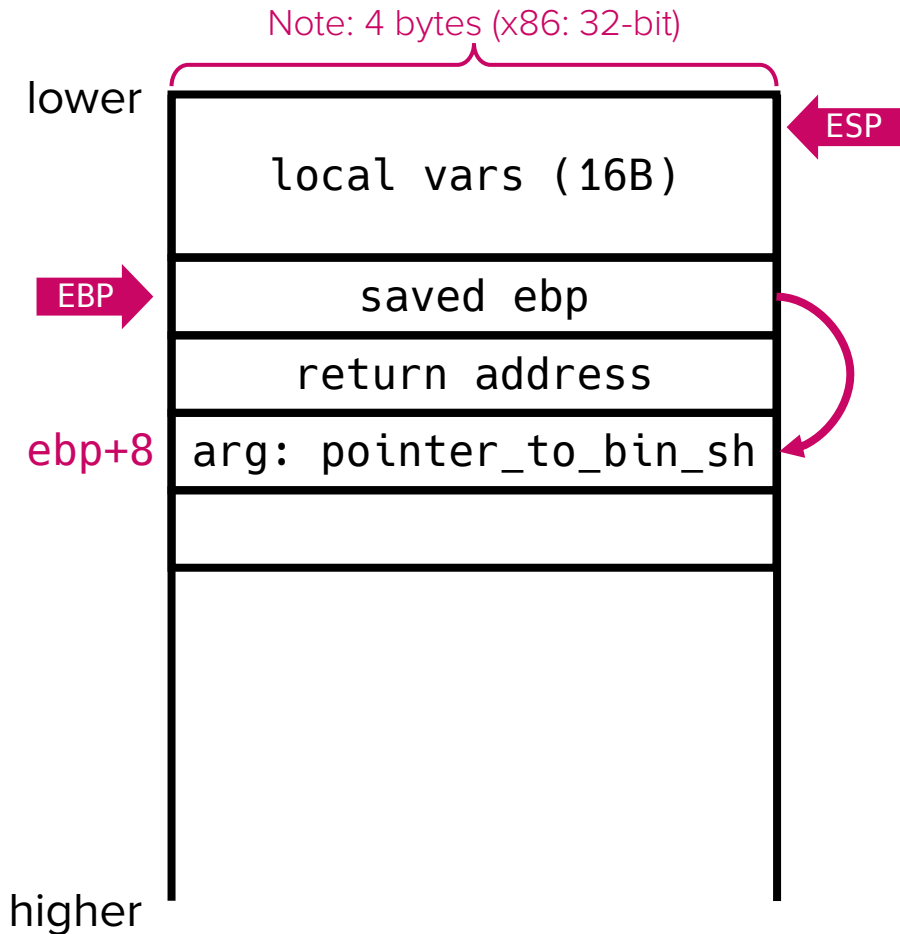 Note: 4 bytes (x86: 32-bit)
lower
ESP
local vars (16B)
EBP
saved ebp
return address
ebp+8
arg: pointer_to_bin_sh
higher